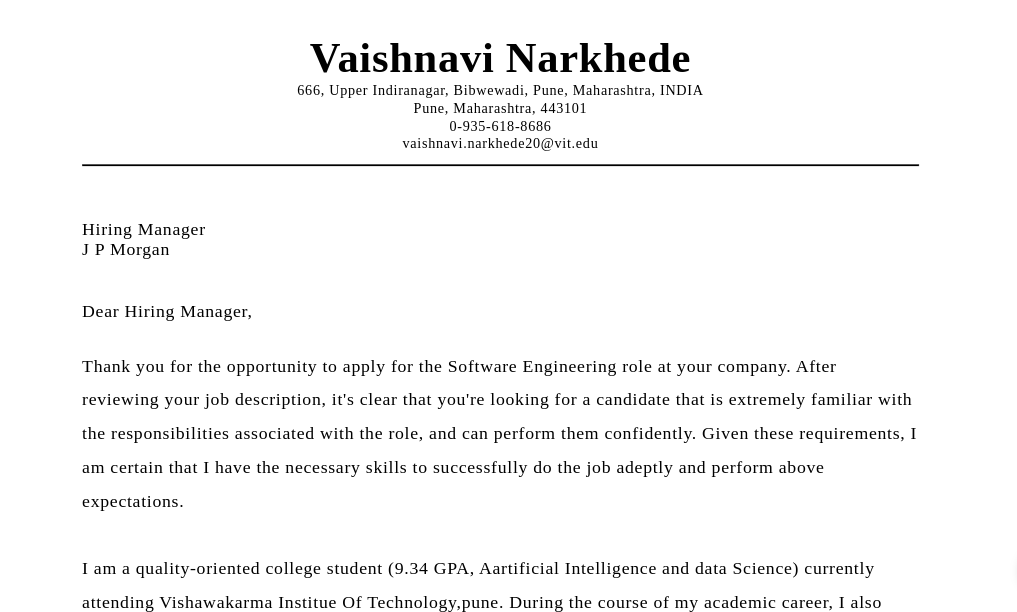 Vaishnavi Narkhede
666, Upper Indiranagar, Bibwewadi, Pune, Maharashtra, INDIA
Pune, Maharashtra, 443101
0-935-618-8686
vaishnavi.narkhede20@vit.edu
Hiring Manager
J P Morgan
Dear Hiring Manager,
Thank you for the opportunity to apply for the Software Engineering role at your company. After
reviewing your job description, it's clear that you're looking for a candidate that is extremely familiar with
the responsibilities associated with the role, and can perform them confidently. Given these requirements, I
am certain that I have the necessary skills to successfully do the job adeptly and perform above
expectations.
I am a quality-oriented college student (9.34 GPA, Aartificial Intelligence and data Science) currently
attending Vishawakarma Institue Of Technology,pune. During the course of my academic career, I also